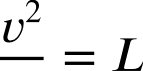 v² = L